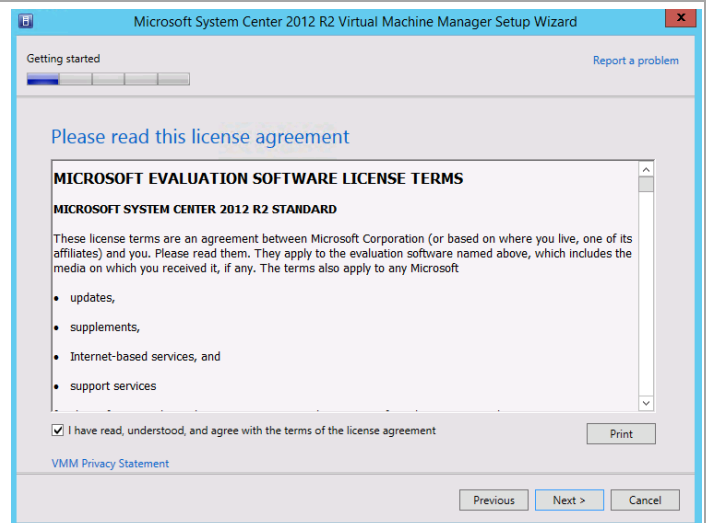 Microsoft System Center 2012 R2 Virtual Machine Manager Setup Wizard
x
Getting started
Report a problem
Please read this license agreement
MICROSOFT EVALUATION SOFTWARE LICENSE TERMS
MICROSOFT SYSTEM CENTER 2012 R2 STANDARD
These license terms are an agreement between Microsoft Corporation (or based on where you live, one of its
affiliates) and you. Please read them. They apply to the evaluation software named above, which includes the
media on which you received it, if any. The terms also apply to any Microsoft
• updates,
• supplements,
• Internet-based services, and
• support services
I have read, understood, and agree with the terms of the license agreement
Print
VMM Privacy Statement
Previous
Next >
Cancel